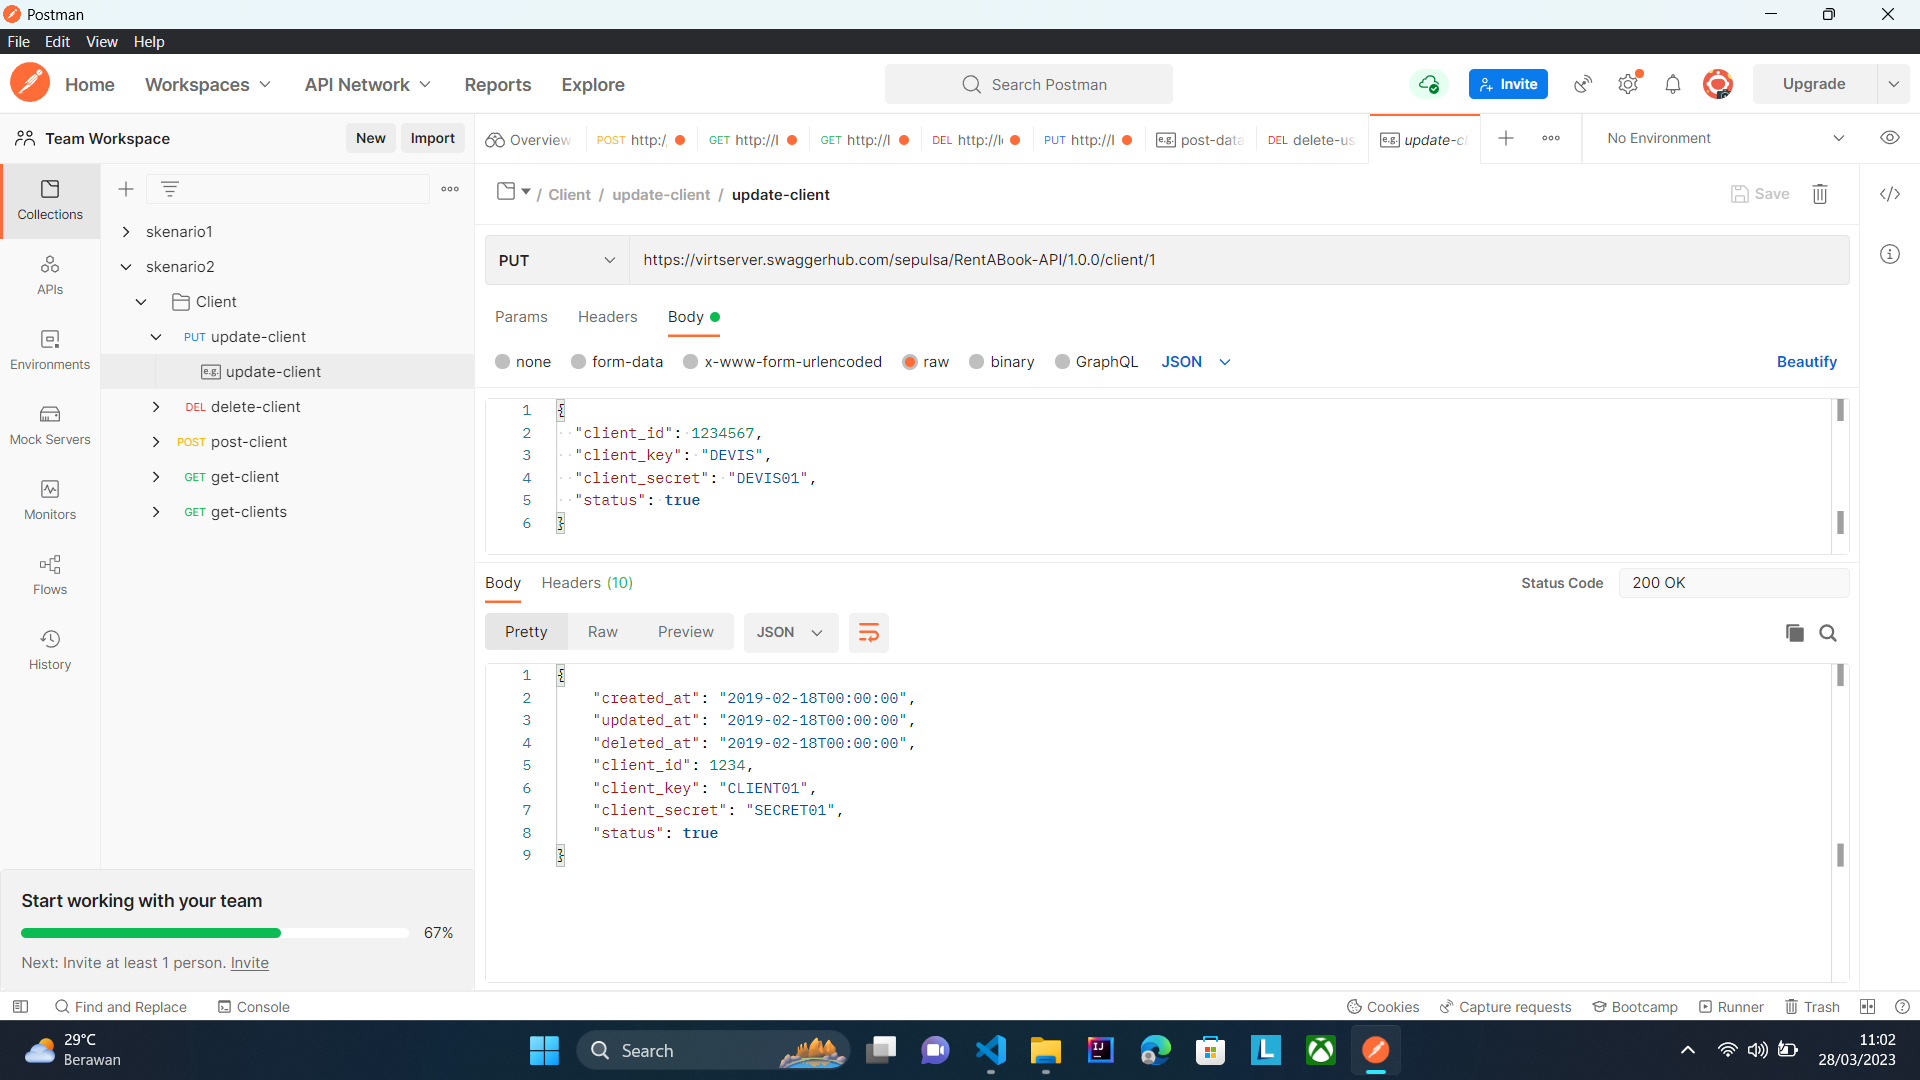 Postman
File Edit View Help
Home Workspaces API Network Reports Explore Search Postman Invite Upgrade
Team Workspace New Import
Overview POST http:/ GET http://l GET http://l DEL http://l PUT http://l e.g. post-data DEL delete-us e.g. update-cl No Environment
/ Client / update-client / update-client Save
Collections
APIs
Environments
Mock Servers
Monitors
Flows
History
skenario1
skenario2
Client
PUT update-client
e.g. update-client
DEL delete-client
POST post-client
GET get-client
GET get-clients
PUT https://virtserver.swaggerhub.com/sepulsa/RentABook-API/1.0.0/client/1
Params Headers Body
none form-data x-www-form-urlencoded raw binary GraphQL JSON Beautify
1 {
2 "client_id": 1234567,
3 "client_key": "DEVIS",
4 "client_secret": "DEVIS01",
5 "status": true
6 }
Body Headers (10) Status Code 200 OK
Pretty Raw Preview JSON
1 {
2 "created_at": "2019-02-18T00:00:00",
3 "updated_at": "2019-02-18T00:00:00",
4 "deleted_at": "2019-02-18T00:00:00",
5 "client_id": 1234,
6 "client_key": "CLIENT01",
7 "client_secret": "SECRET01",
8 "status": true
9 }
Start working with your team
67%
Next: Invite at least 1 person. Invite
Find and Replace Console Cookies Capture requests Bootcamp Runner Trash
29°C
Berawan
Search
IJ
L
11:02
28/03/2023